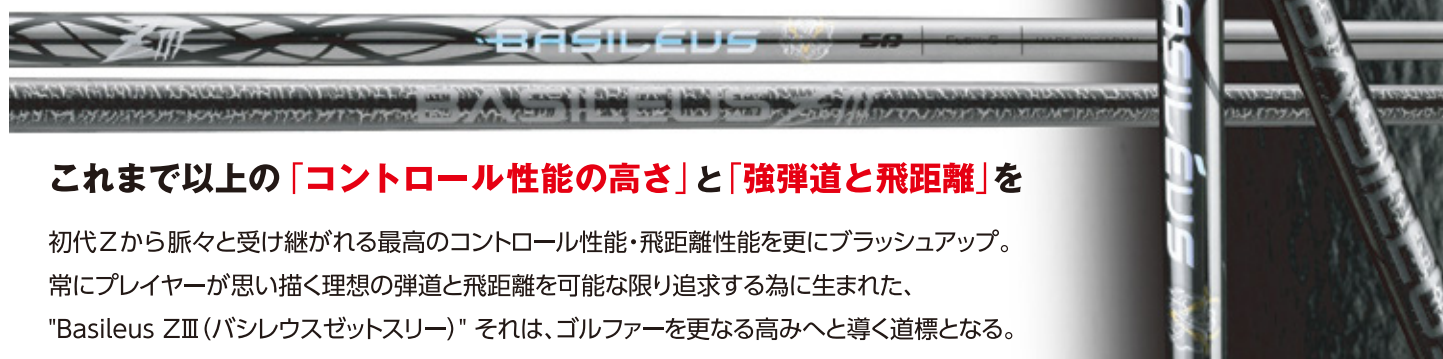 ZIII BASILEUS 50
BASILEUS ZIII
これまで以上の「コントロール性能の高さ」と「強弾道と飛距離」を
初代Zから脈々と受け継がれる最高のコントロール性能・飛距離性能を更にブラッシュアップ。
常にプレイヤーが思い描く理想の弾道と飛距離を可能な限り追求する為に生まれた、
"Basileus ZⅢ(バシレウスゼットスリー)" それは、ゴルファーを更なる高みへと導く道標となる。